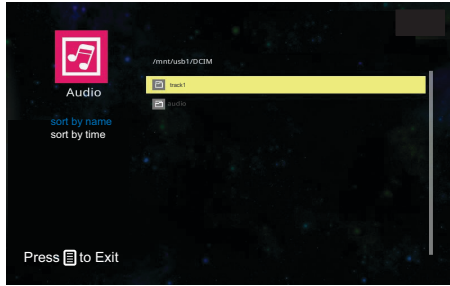 Audio
sort by name
sort by time
/mnt/usb1/DCIM
track1
audio
Press to Exit